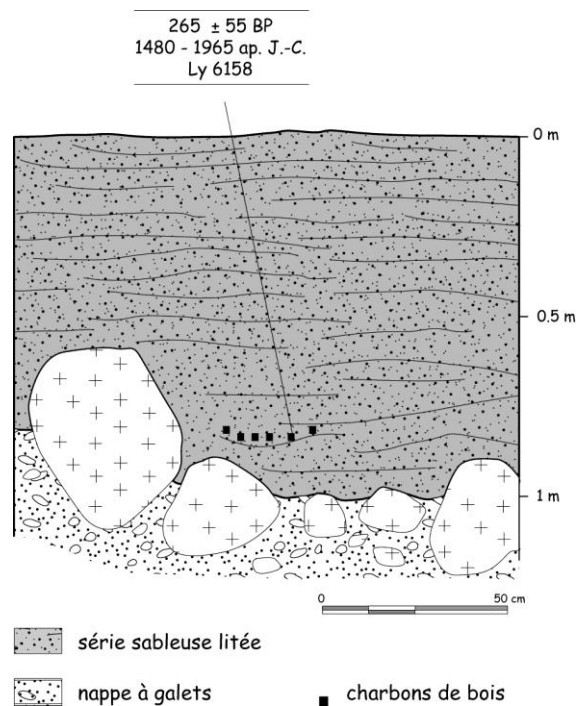 265 ± 55 BP
1480 - 1965 ap. J.-C.
Ly 6158
0 m
0.5 m
1 m
0 50 cm
série sableuse litée
nappe à galets
charbons de bois